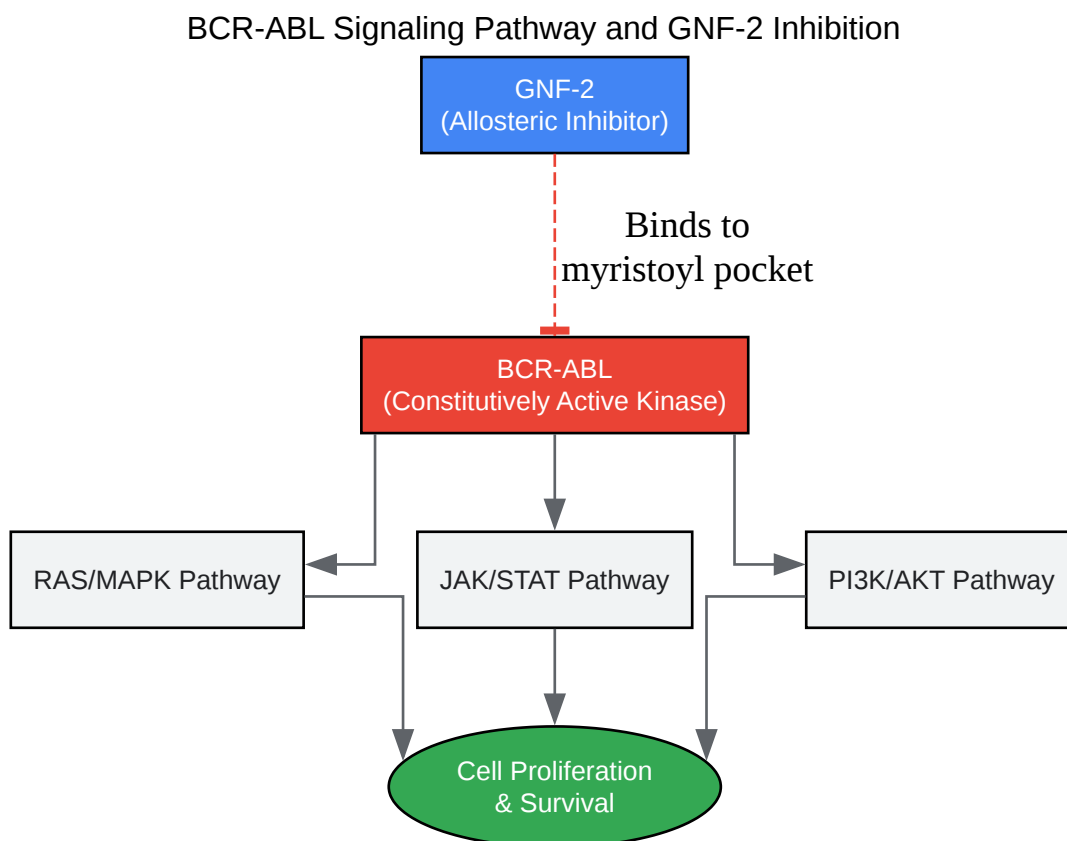 BCR-ABL Signaling Pathway and GNF-2 Inhibition
GNF-2
(Allosteric Inhibitor)
Binds to
myristoyl pocket
BCR-ABL
(Constitutively Active Kinase)
RAS/MAPK Pathway
JAK/STAT Pathway
PI3K/AKT Pathway
Cell Proliferation
& Survival